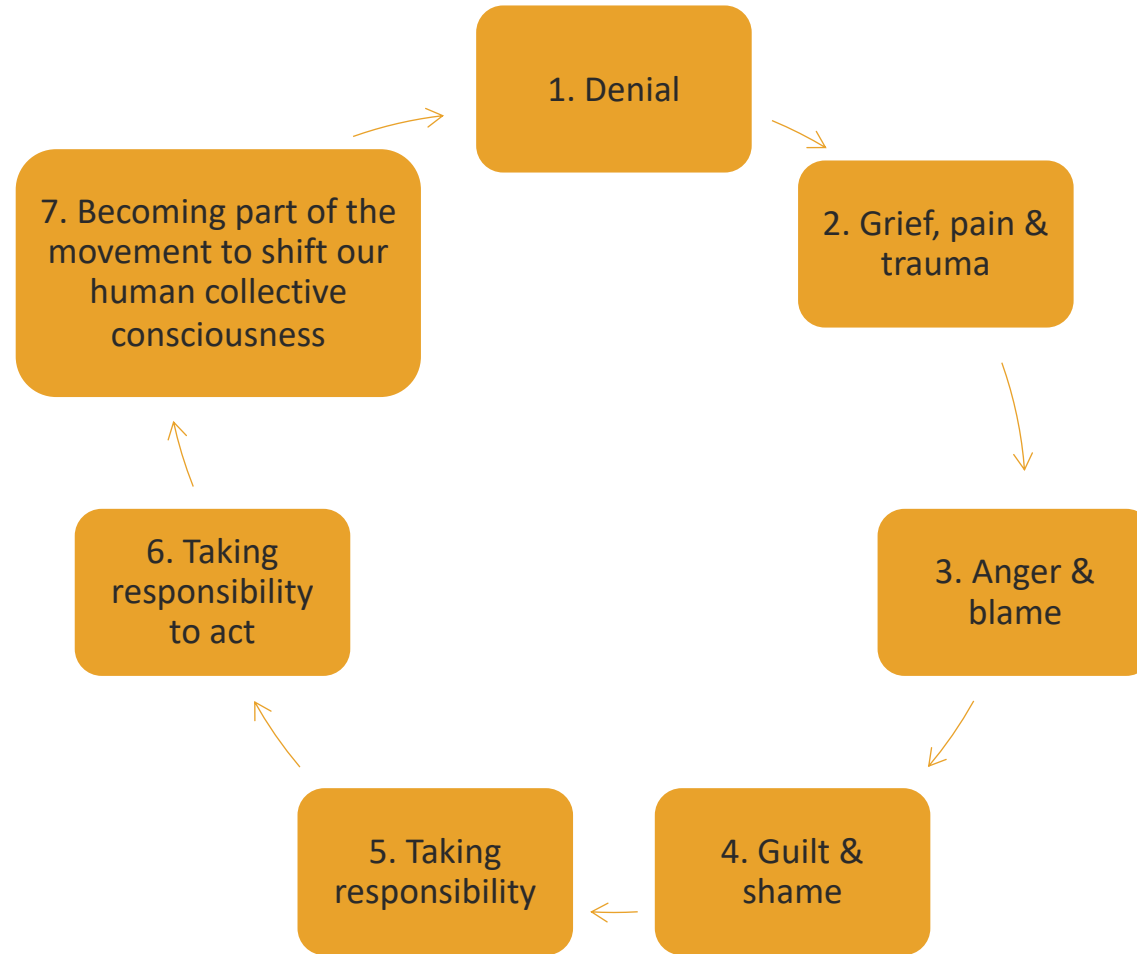 1. Denial
2. Grief, pain &
trauma
3. Anger &
blame
4. Guilt &
shame
5. Taking
responsibility
6. Taking
responsibility
to act
7. Becoming part of the
movement to shift our
human collective
consciousness